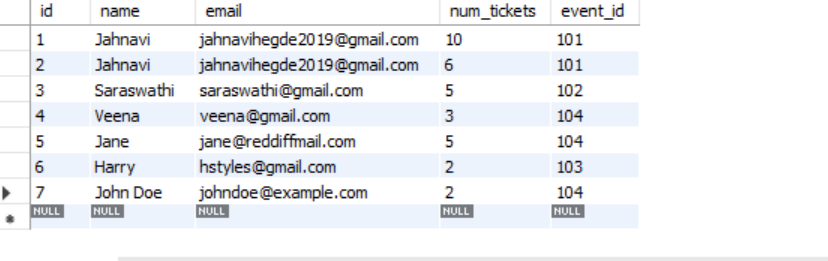 id name email num_tickets event_id
1 Jahnavi jahnavihegde2019@gmail.com 10 101
2 Jahnavi jahnavihegde2019@gmail.com 6 101
3 Saraswathi saraswathi@gmail.com 5 102
4 Veena veena@gmail.com 3 104
5 Jane jane@reddiffmail.com 5 104
6 Harry hstyles@gmail.com 2 103
7 John Doe johndoe@example.com 2 104
NULL NULL NULL NULL NULL